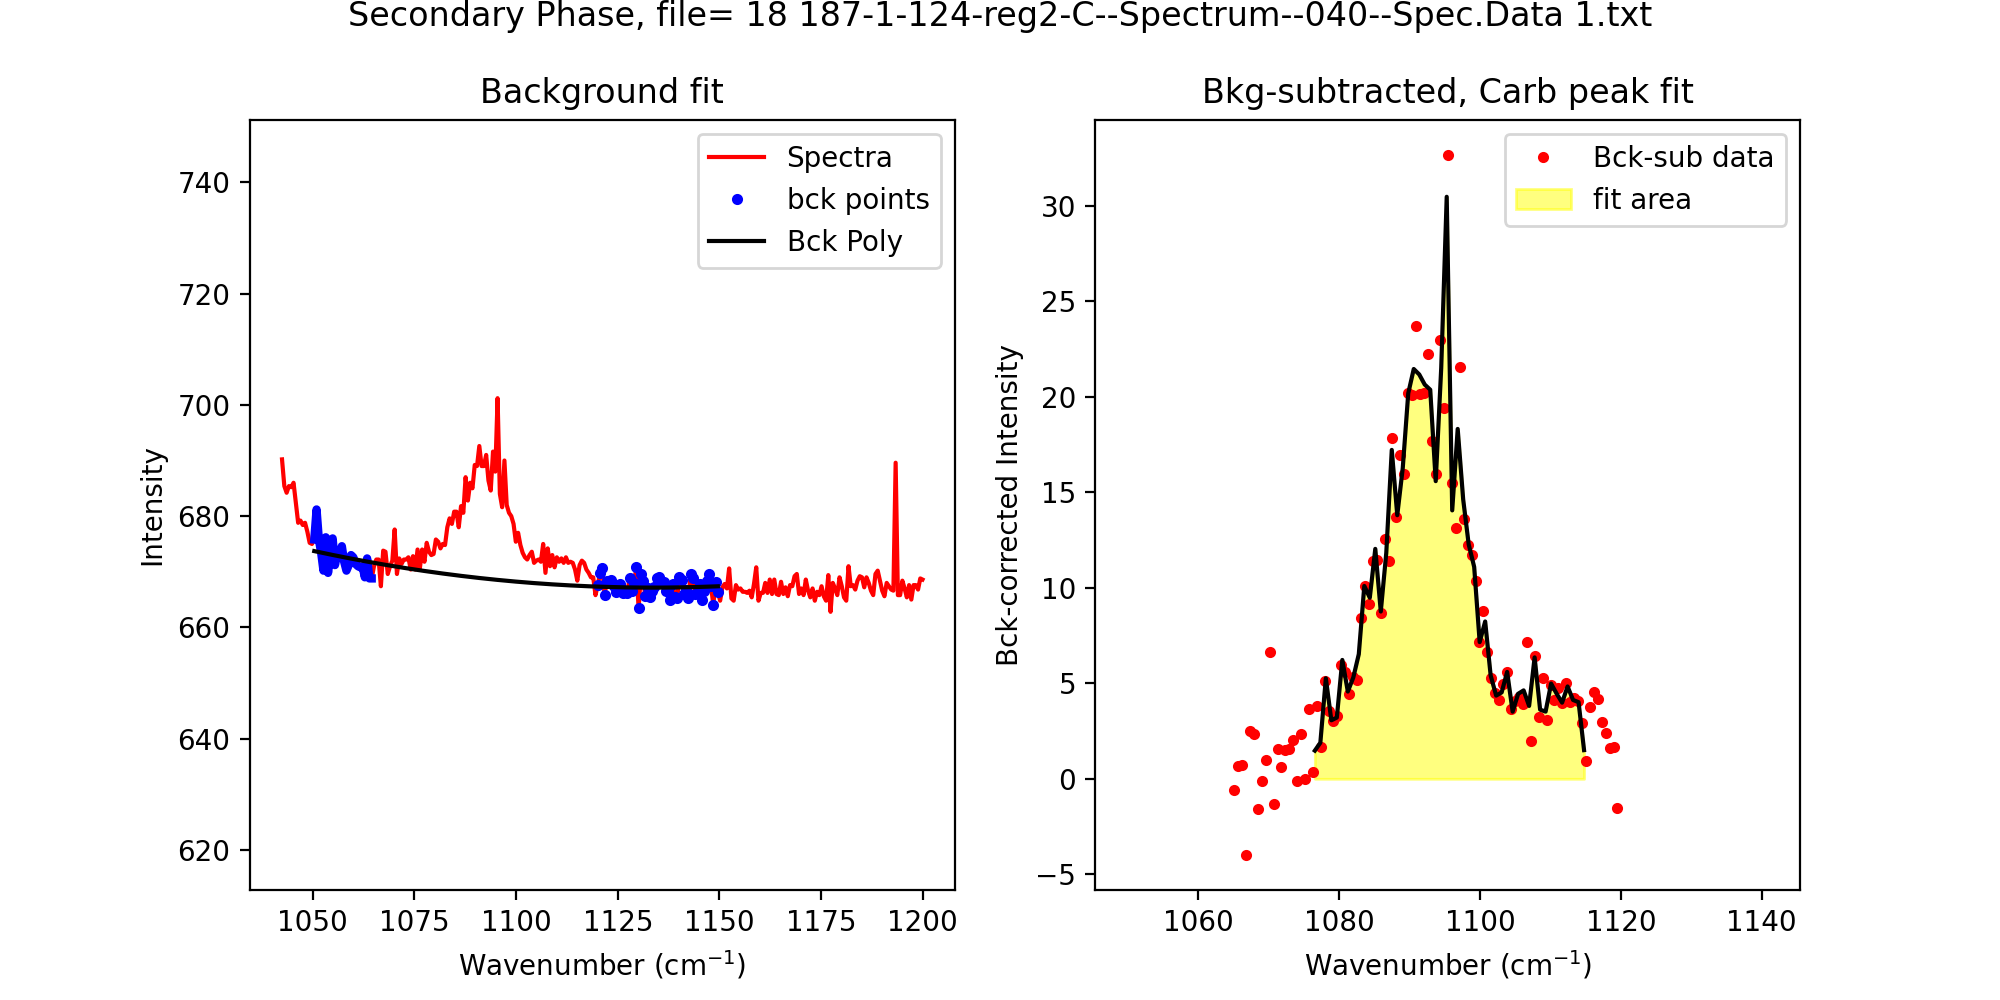 Secondary Phase, file= 18 187-1-124-reg2-C--Spectrum--040--Spec.Data 1.txt
Background fit
Spectra
bck points
Bck Poly
Intensity
740
720
700
680
660
640
620
1050 1075 1100 1125 1150 1175 1200
Wavenumber (cm⁻¹)
Bkg-subtracted, Carb peak fit
Bck-sub data
fit area
Bck-corrected Intensity
30
25
20
15
10
5
0
−5
1060 1080 1100 1120 1140
Wavenumber (cm⁻¹)